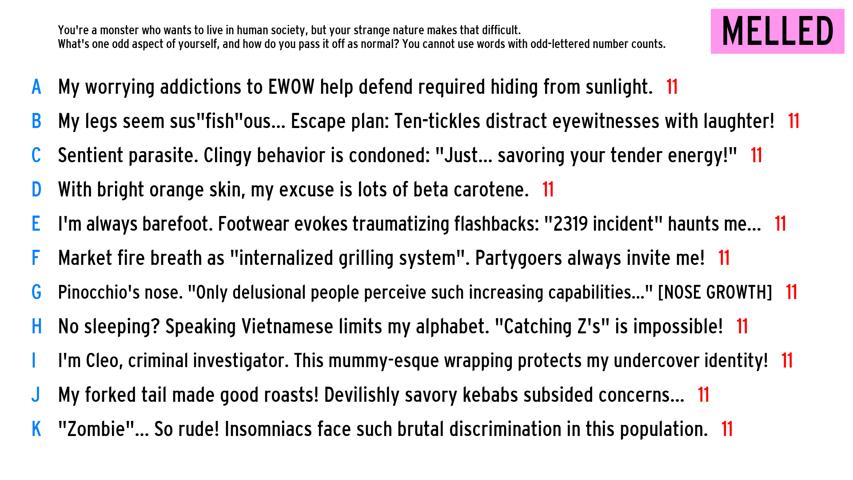 You're a monster who wants to live in human society, but your strange nature makes that difficult.
What's one odd aspect of yourself, and how do you pass it off as normal? You cannot use words with odd-lettered number counts.
MELLED
A My worrying addictions to EWOW help defend required hiding from sunlight. 11
B My legs seem sus"fish"ous... Escape plan: Ten-tickles distract eyewitnesses with laughter! 11
C Sentient parasite. Clingy behavior is condoned: "Just... savoring your tender energy!" 11
D With bright orange skin, my excuse is lots of beta carotene. 11
E I'm always barefoot. Footwear evokes traumatizing flashbacks: "2319 incident" haunts me... 11
F Market fire breath as "internalized grilling system". Partygoers always invite me! 11
G Pinocchio's nose. "Only delusional people perceive such increasing capabilities..." [NOSE GROWTH] 11
H No sleeping? Speaking Vietnamese limits my alphabet. "Catching Z's" is impossible! 11
I I'm Cleo, criminal investigator. This mummy-esque wrapping protects my undercover identity! 11
J My forked tail made good roasts! Devilishly savory kebabs subsided concerns... 11
K "Zombie"... So rude! Insomniacs face such brutal discrimination in this population. 11